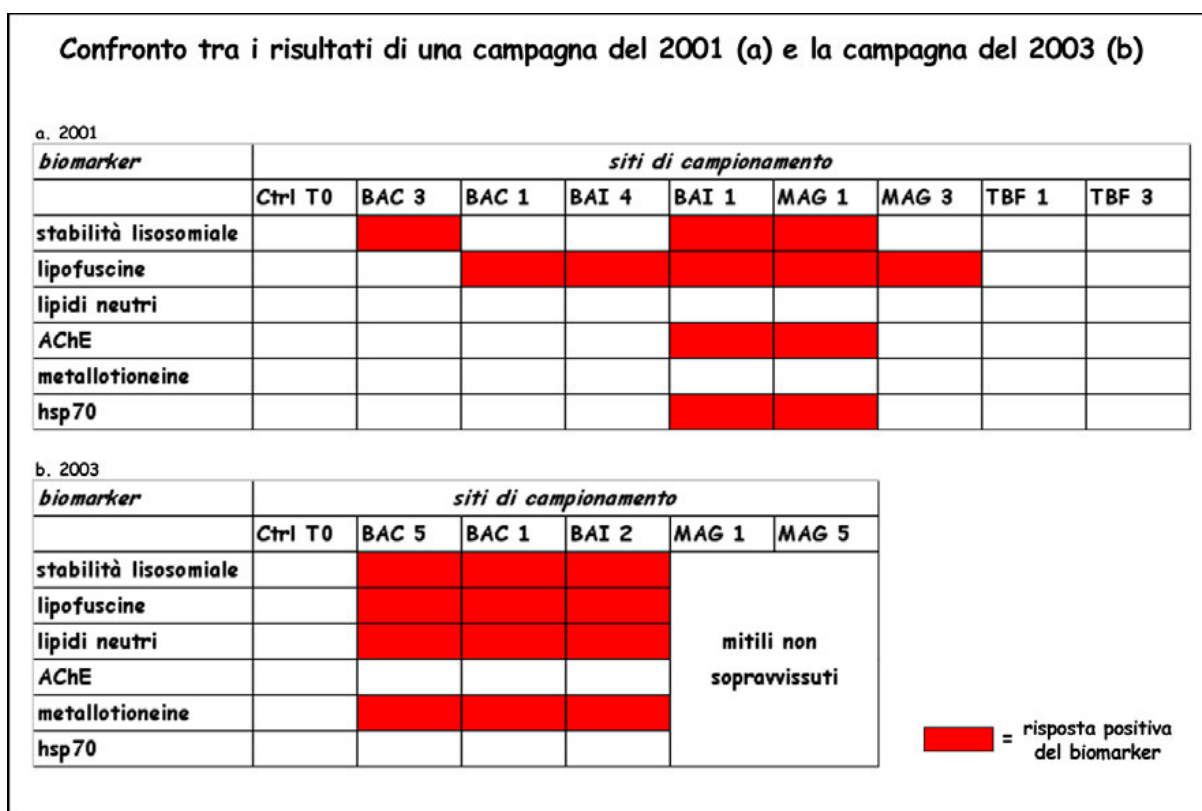 Confronto tra i risultati di una campagna del 2001 (a) e la campagna del 2003 (b)
a. 2001
biomarker siti di campionamento
Ctrl T0 BAC 3 BAC 1 BAI 4 BAI 1 MAG 1 MAG 3 TBF 1 TBF 3
stabilità lisosomiale
lipofuscine
lipidi neutri
AChE
metallotioneine
hsp70
b. 2003
biomarker siti di campionamento
Ctrl T0 BAC 5 BAC 1 BAI 2 MAG 1 MAG 5
stabilità lisosomiale
lipofuscine
lipidi neutri
mitili non
AChE
sopravvissuti
metallotioneine
hsp70
= risposta positiva
del biomarker